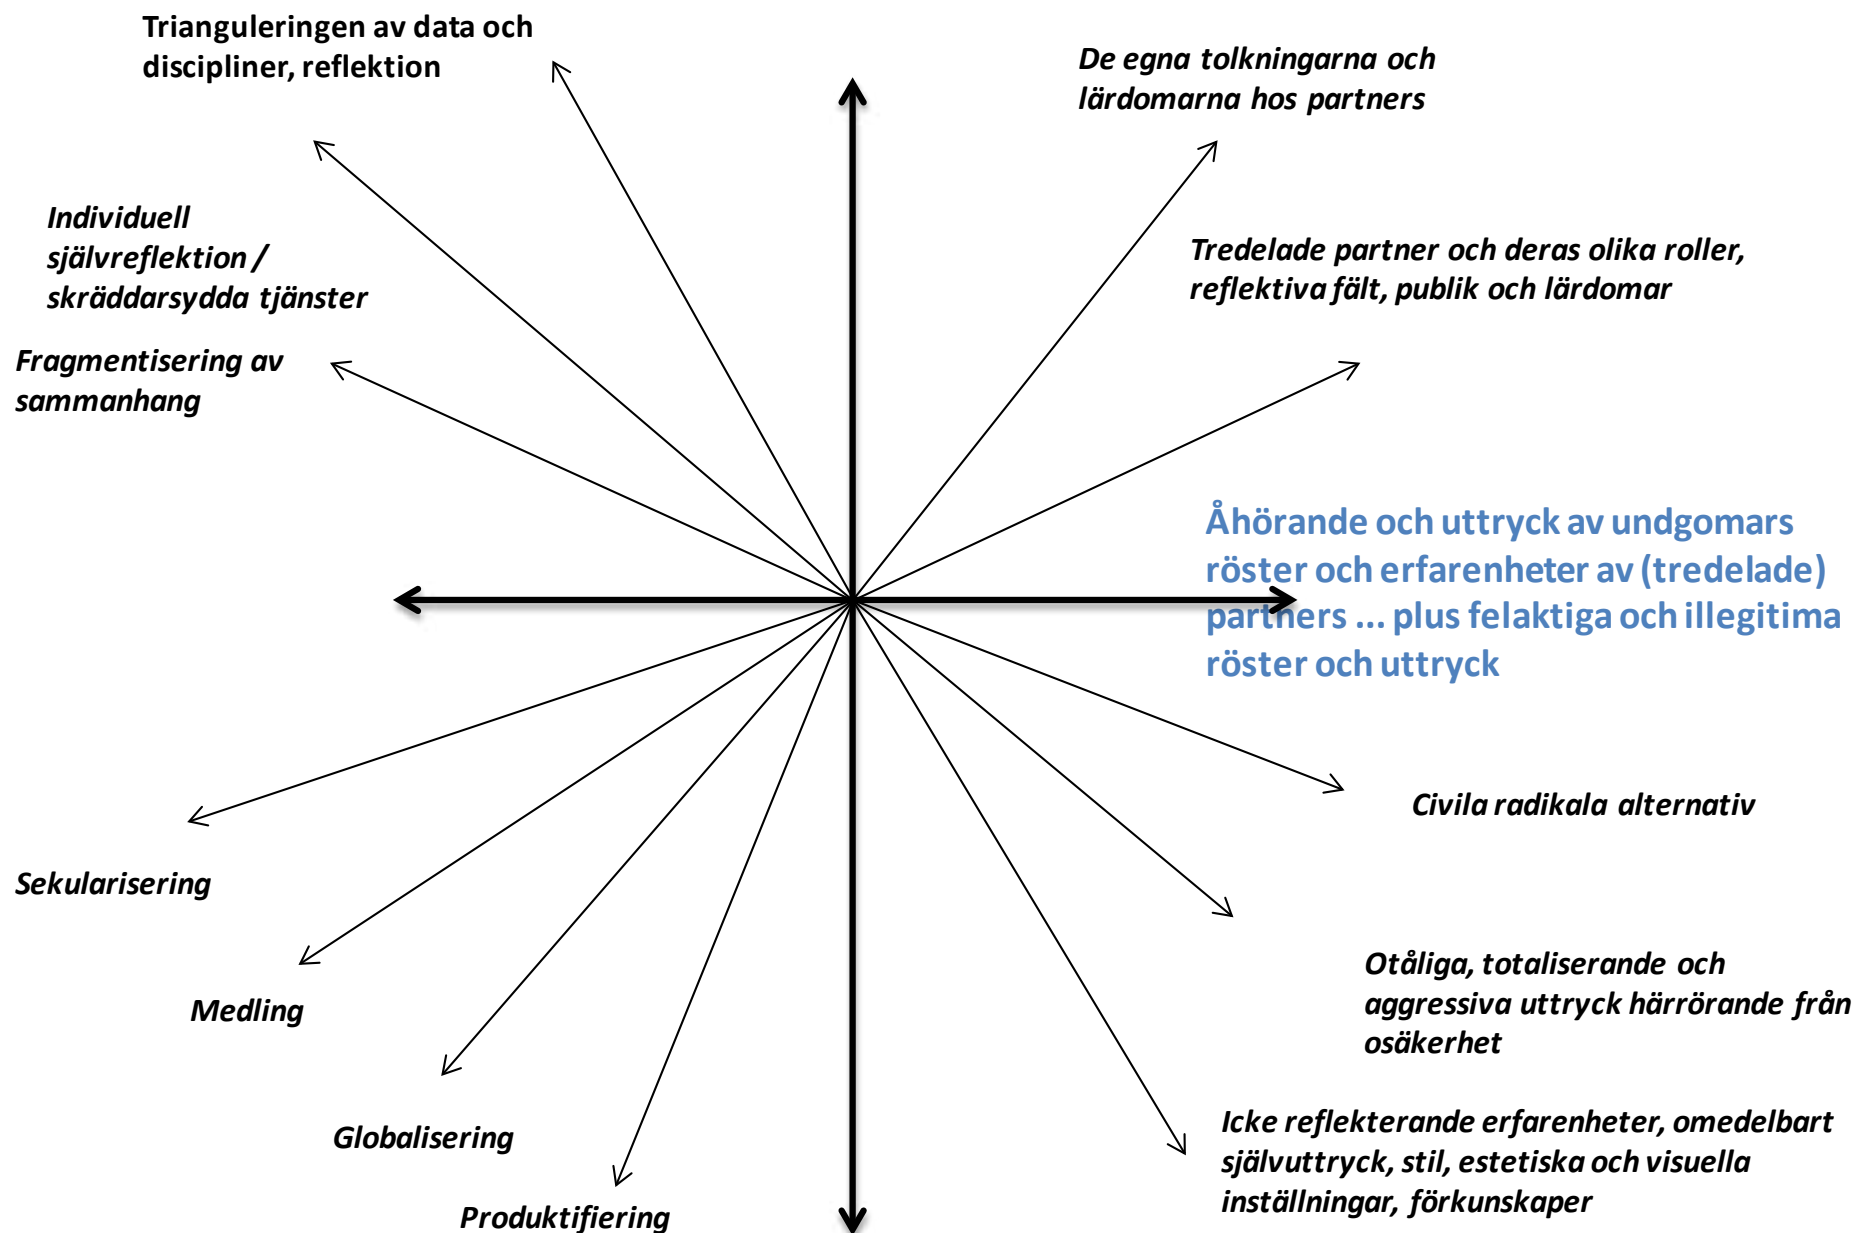 Trianguleringen av data och
discipliner, reflektion
De egna tolkningarna och
lärdomarna hos partners
Individuell
självreflektion /
skräddarsydda tjänster
Tredelade partner och deras olika roller,
reflektiva fält, publik och lärdomar
Fragmentisering av
sammanhang
Åhörande och uttryck av undgomars
röster och erfarenheter av (tredelade)
partners ... plus felaktiga och illegitima
röster och uttryck
Civila radikala alternativ
Sekularisering
Otåliga, totaliserande och
aggressiva uttryck härrörande från
osäkerhet
Medling
Globalisering
Icke reflekterande erfarenheter, omedelbart
självuttryck, stil, estetiska och visuella
inställningar, förkunskaper
Produktifiering